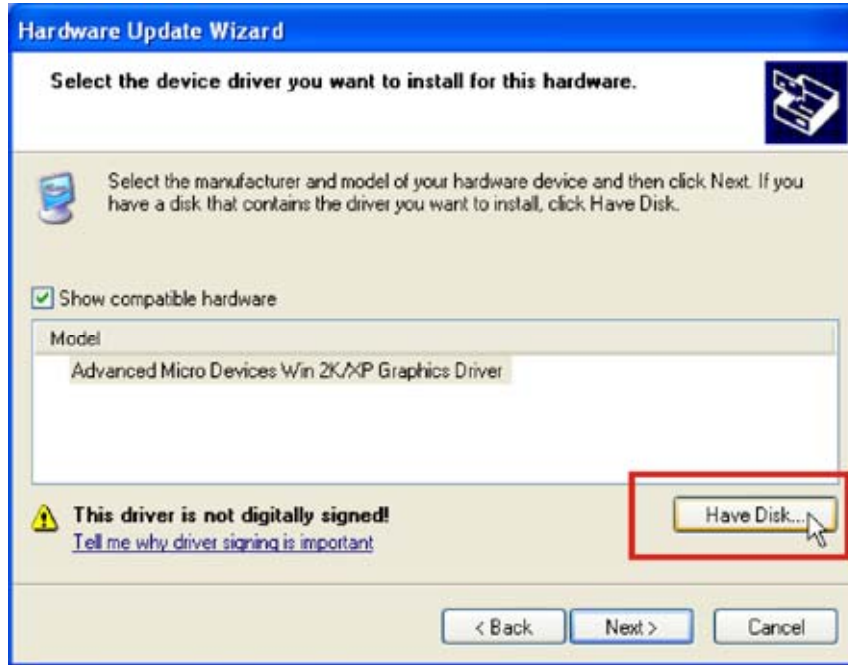 Hardware Update Wizard
Select the device driver you want to install for this hardware.
Select the manufacturer and model of your hardware device and then click Next. If you
have a disk that contains the driver you want to install, click Have Disk.
Show compatible hardware
Model
Advanced Micro Devices Win 2K/XP Graphics Driver
This driver is not digitally signed!
Have Disk...
Tell me why driver signing is important
< Back
Next >
Cancel